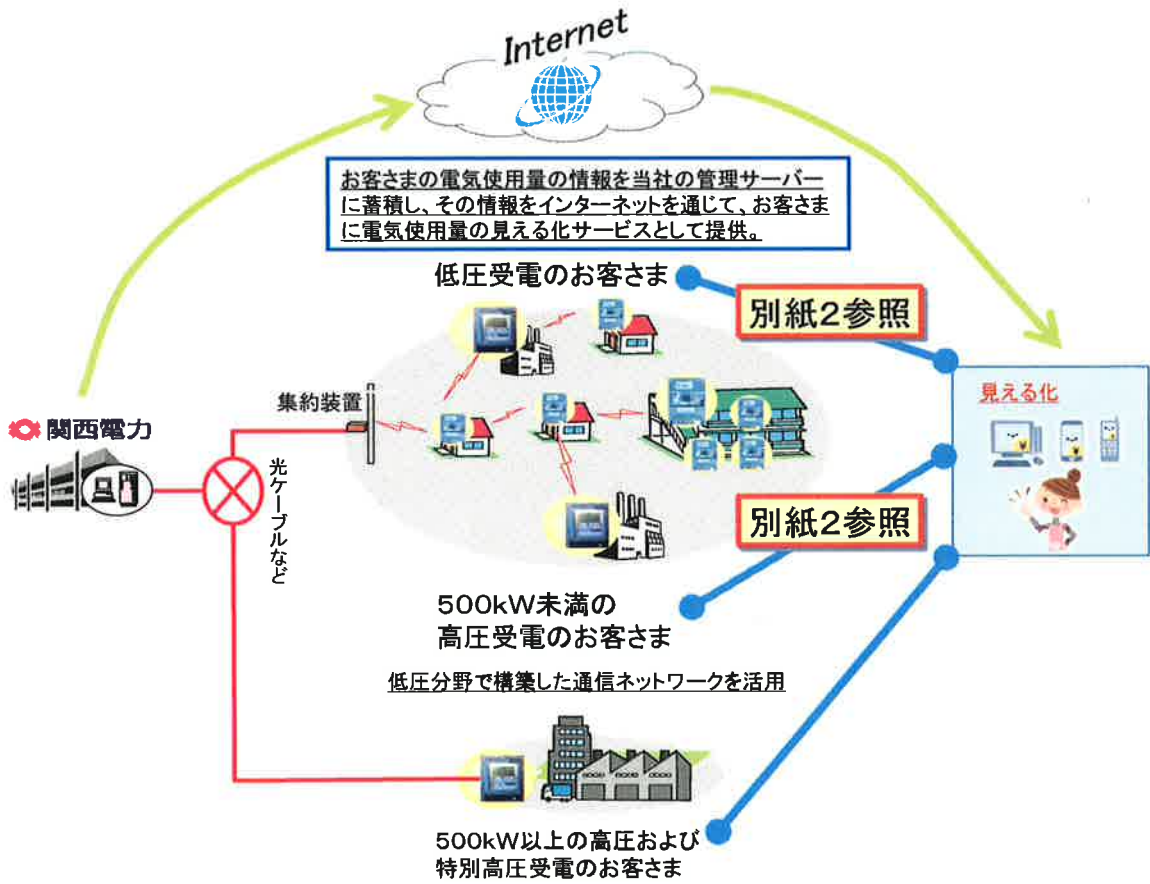 Internet
お客さまの電気使用量の情報を当社の管理サーバー
に蓄積し、その情報をインターネットを通じて、お客さま
に電気使用量の見える化サービスとして提供。
低圧受電のお客さま
別紙2参照
見える化
集約装置
関西電力
光ケーブルなど
別紙2参照
500kW未満の
高圧受電のお客さま
低圧分野で構築した通信ネットワークを活用
500kW以上の高圧および
特別高圧受電のお客さま